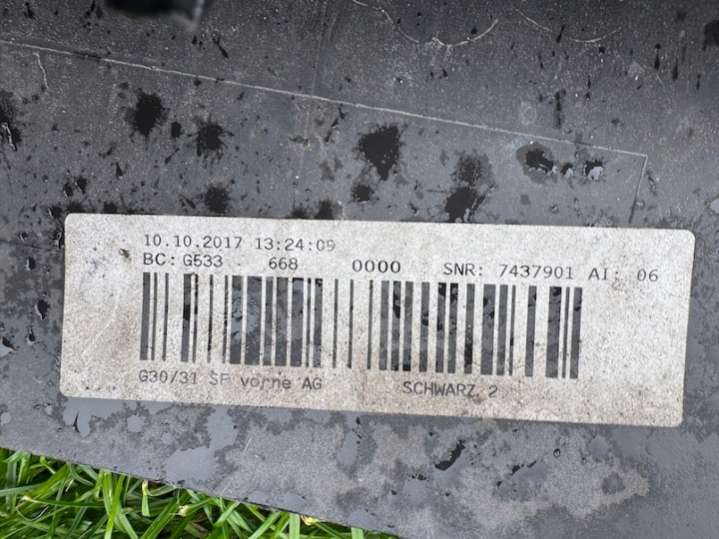 10.10.2017 13:24:09
BC: G533 668 0000 SNR: 7437901 AI: 06
G30/31 SF vorne AG SCHWARZ 2